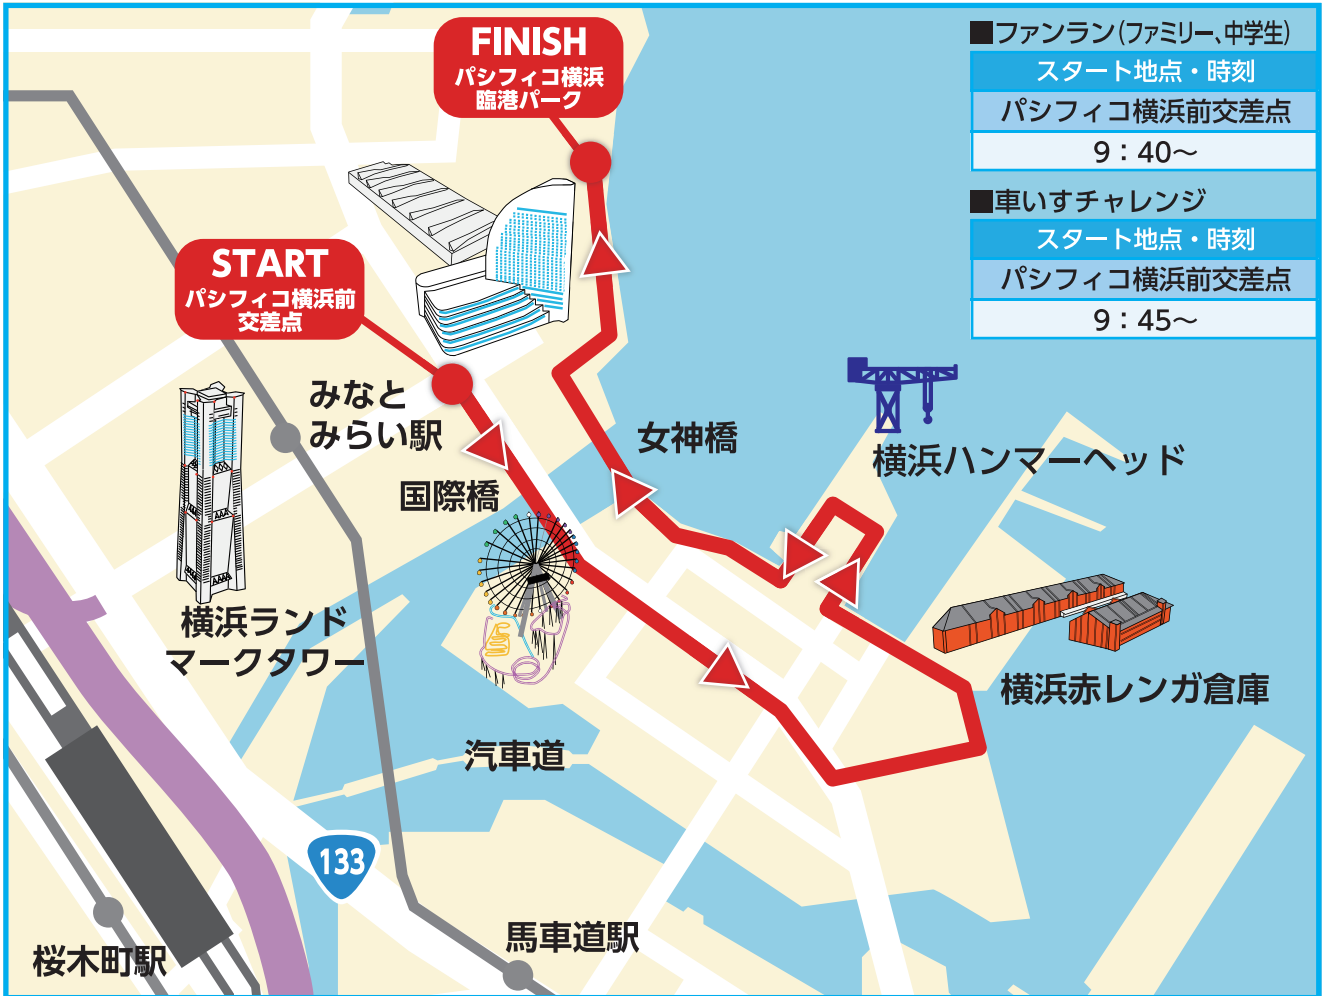 FINISH
パシフィコ横浜
臨港パーク
■ファンラン(ファミリー、中学生)
スタート地点・時刻
パシフィコ横浜前交差点
9：40～
■車いすチャレンジ
スタート地点・時刻
パシフィコ横浜前交差点
9：45～
START
パシフィコ横浜前
交差点
みなと
みらい駅
女神橋
横浜ハンマーヘッド
国際橋
横浜ランド
マークタワー
横浜赤レンガ倉庫
汽車道
133
馬車道駅
桜木町駅